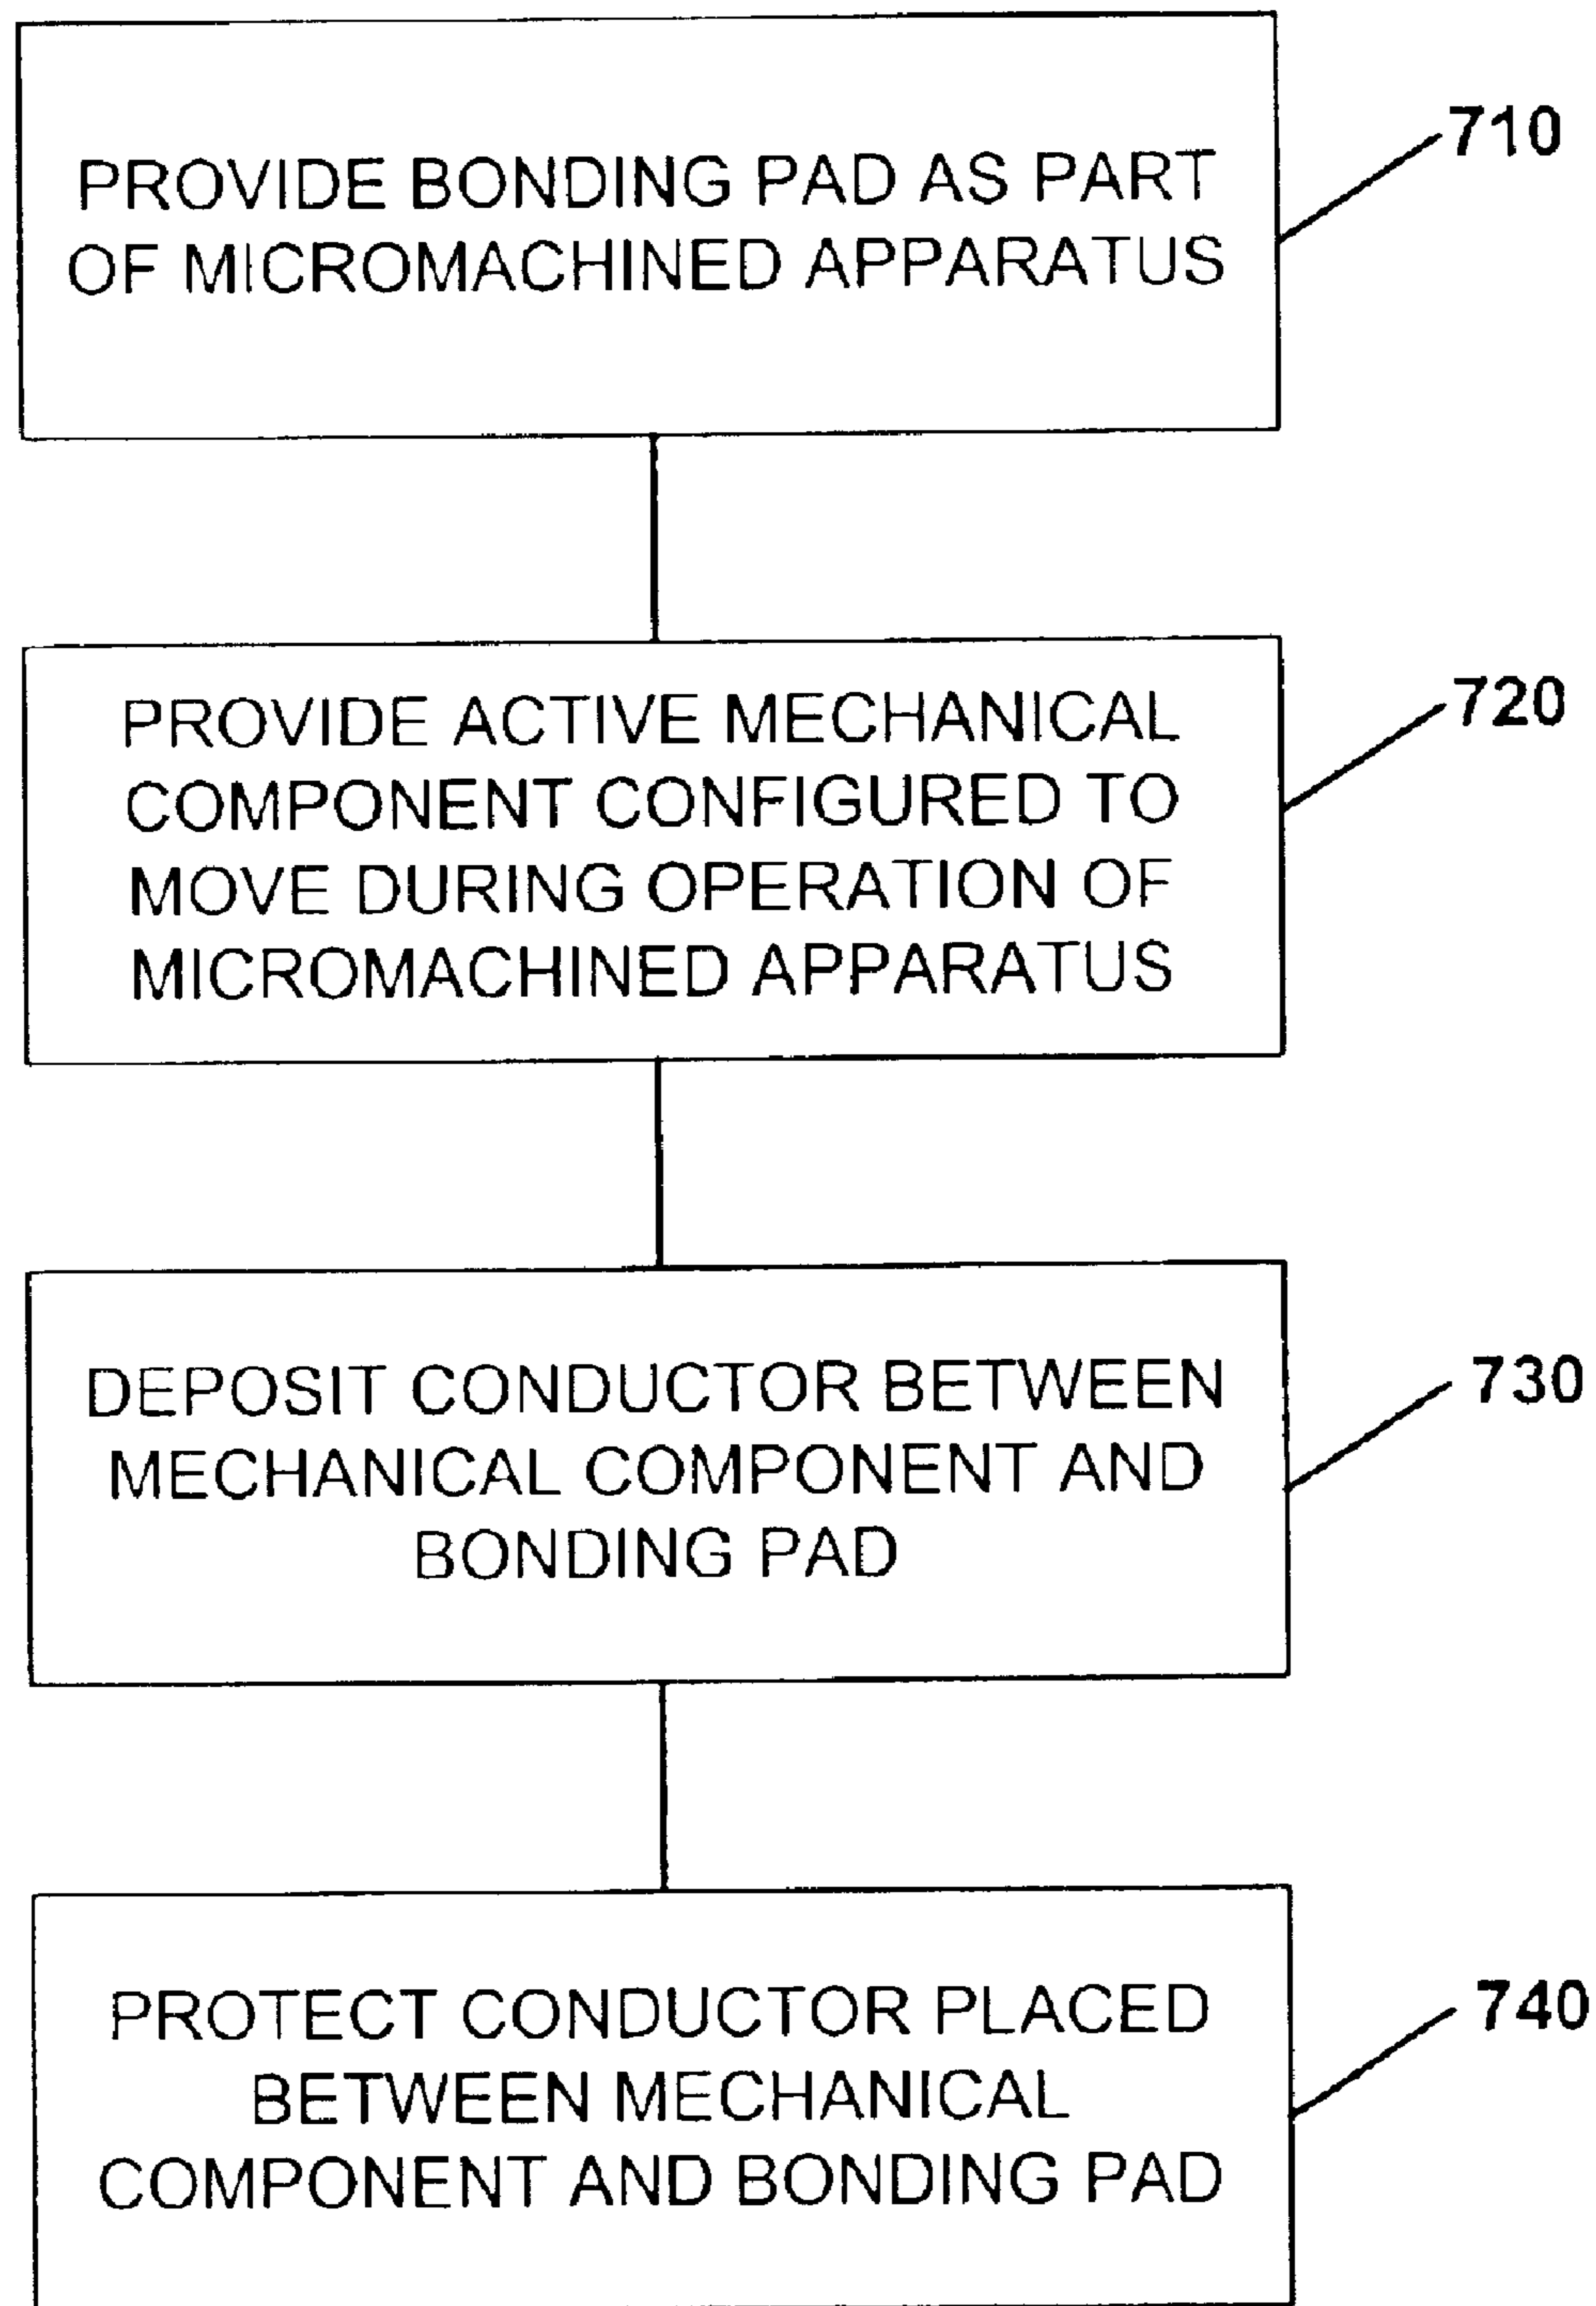 PROVIDE BONDING PAD AS PART
OF MICROMACHINED APPARATUS
710
PROVIDE ACTIVE MECHANICAL
COMPONENT CONFIGURED TO
MOVE DURING OPERATION OF
MICROMACHINED APPARATUS
720
DEPOSIT CONDUCTOR BETWEEN
MECHANICAL COMPONENT AND
BONDING PAD
730
PROTECT CONDUCTOR PLACED
BETWEEN MECHANICAL
COMPONENT AND BONDING PAD
740